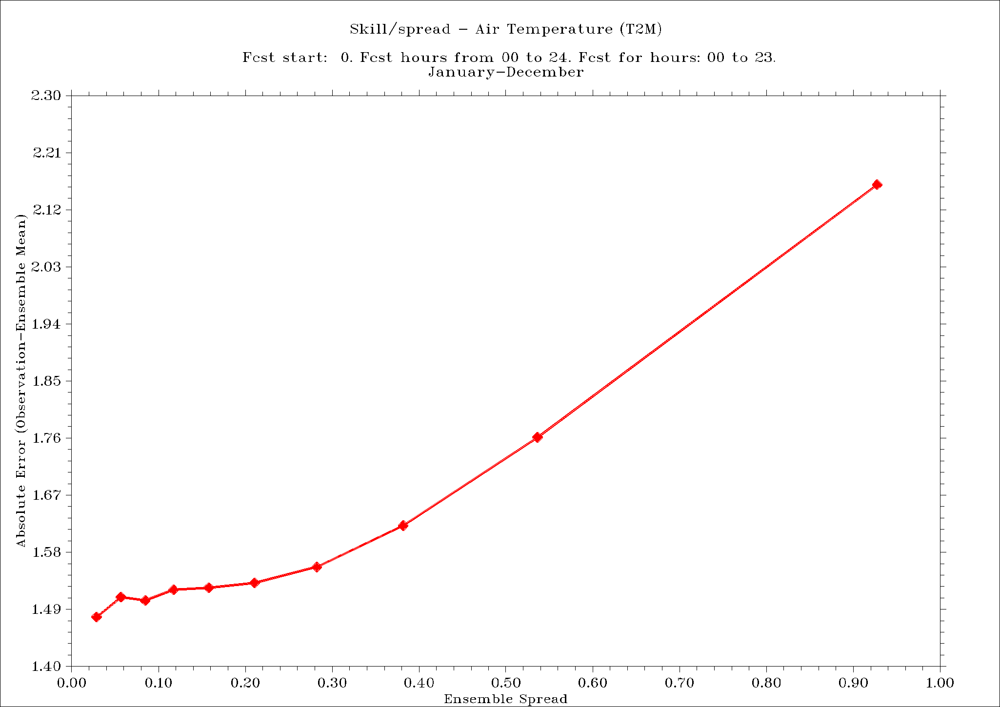 Skill/spread - Air Temperature (T2M)
Fcst start: 0. Fcst hours from 00 to 24. Fcst for hours: 00 to 23.
January-December
2.30
2.21
2.12
2.03
1.94
1.85
1.76
1.67
1.58
1.49
1.40
Absolute Error (Observation-Ensemble Mean)
0.00 0.10 0.20 0.30 0.40 0.50 0.60 0.70 0.80 0.90 1.00
Ensemble Spread